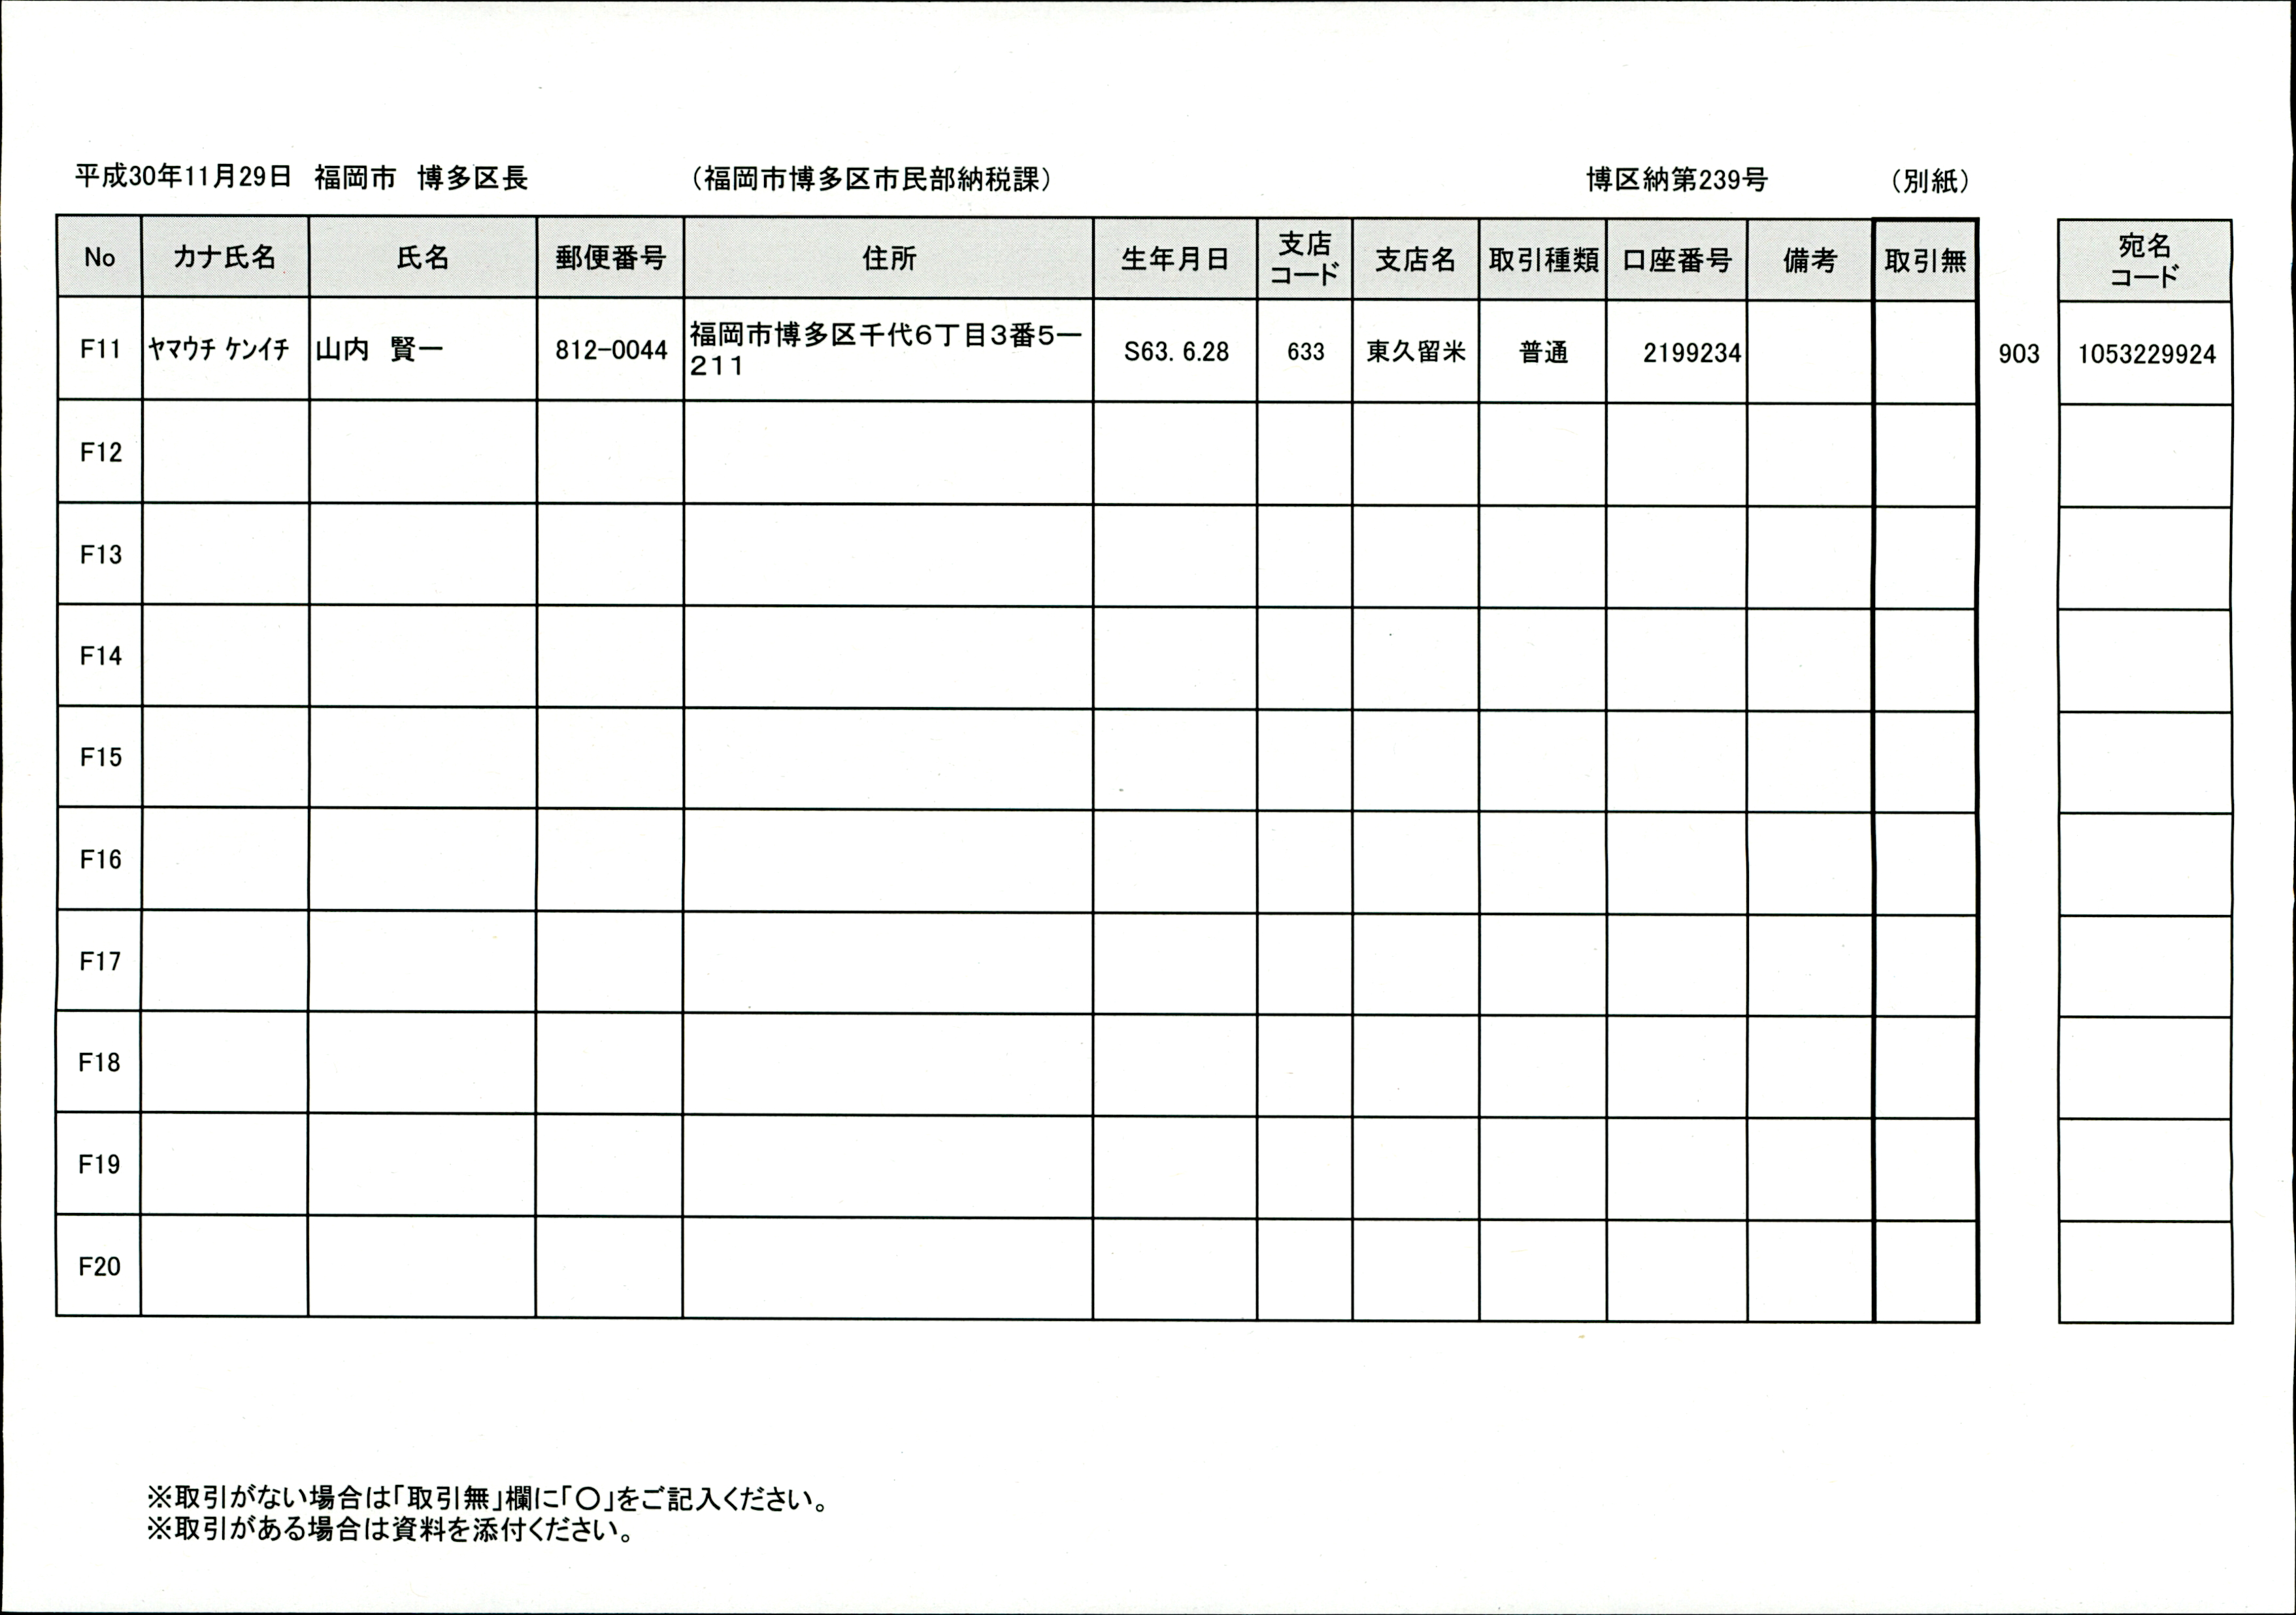 平成30年11月29日 福岡市 博多区長 （福岡市博多区市民部納税課） 博区納第239号 （別紙）
No カナ氏名 氏名 郵便番号 住所 生年月日 支店コード 支店名 取引種類 口座番号 備考 取引無 宛名コード
F11 ﾔﾏｳﾁ ｹﾝｲﾁ 山内 賢一 812-0044 福岡市博多区千代６丁目３番５－２１１ S63. 6.28 633 東久留米 普通 2199234 903 1053229924
F12
F13
F14
F15
F16
F17
F18
F19
F20
※取引がない場合は「取引無」欄に「〇」をご記入ください。
※取引がある場合は資料を添付ください。